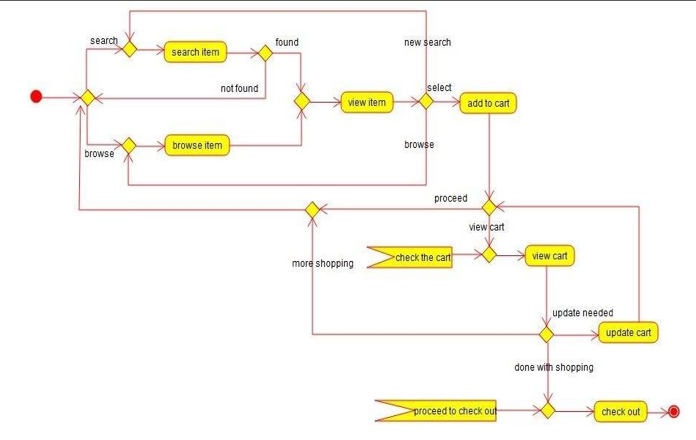 search
search item
found
new search
not found
view item
select
add to cart
browse
browse item
browse
proceed
view cart
check the cart
view cart
more shopping
update needed
update cart
done with shopping
proceed to check out
check out